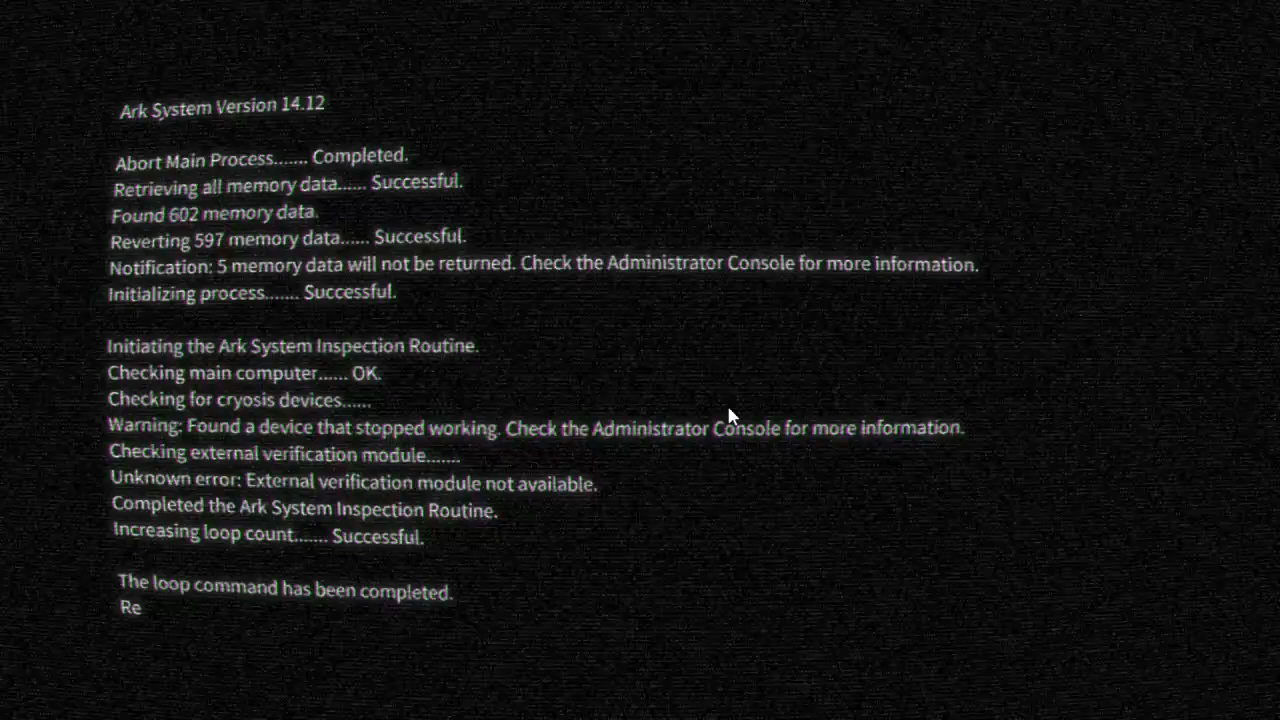 Ark System Version 14.12
Abort Main Process....... Completed.
Retrieving all memory data...... Successful.
Found 602 memory data.
Reverting 597 memory data...... Successful.
Notification: 5 memory data will not be returned. Check the Administrator Console for more information.
Initializing process....... Successful.
Initiating the Ark System Inspection Routine.
Checking main computer...... OK.
Checking for cryosis devices......
Warning: Found a device that stopped working. Check the Administrator Console for more information.
Checking external verification module.......
Unknown error: External verification module not available.
Completed the Ark System Inspection Routine.
Increasing loop count....... Successful.
The loop command has been completed.
Re